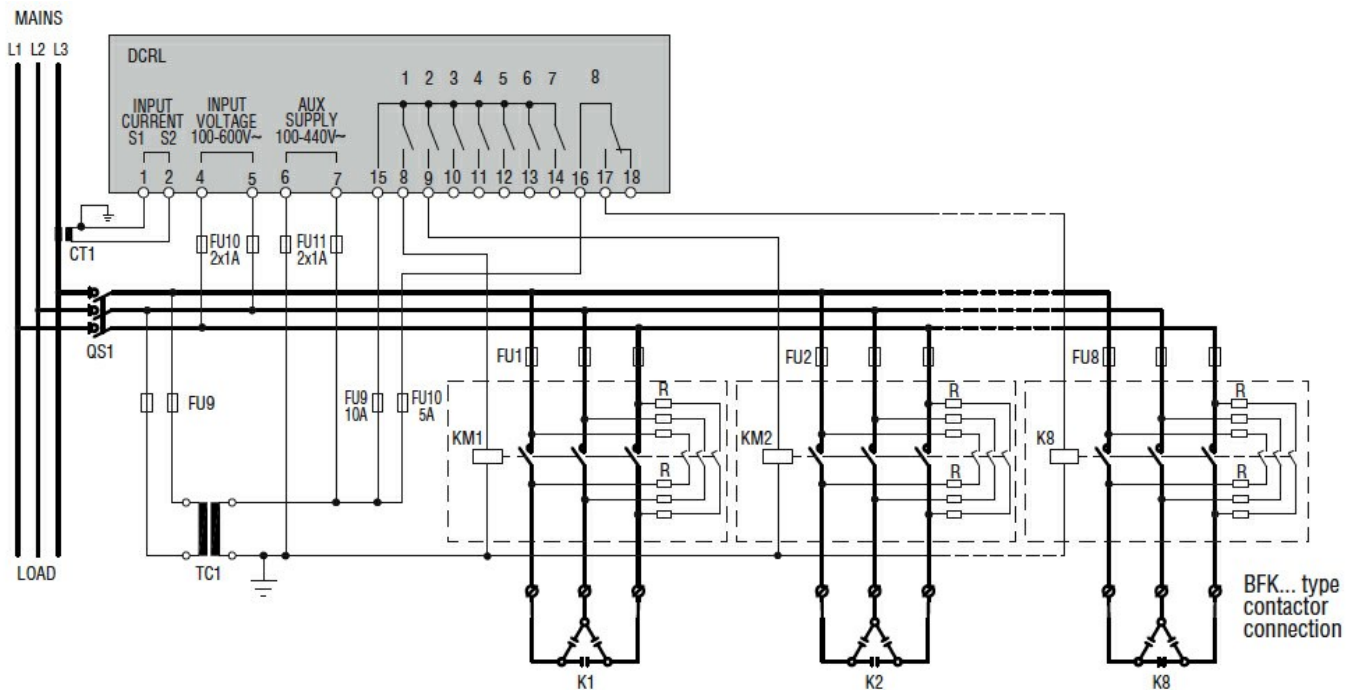 MAINS
L1 L2 L3
DCRL
1 2 3 4 5 6 7 8
INPUT CURRENT
S1 S2
INPUT VOLTAGE
100-600V~
AUX SUPPLY
100-440V~
1 2 4 5 6 7 15 8 9 10 11 12 13 14 16 17 18
CT1
FU10
2x1A
FU11
2x1A
QS1
FU1
FU2
FU8
FU9
FU9
10A
FU10
5A
R
R
R
KM1
KM2
K8
R
R
R
LOAD
TC1
BFK... type
contactor
connection
K1
K2
K8